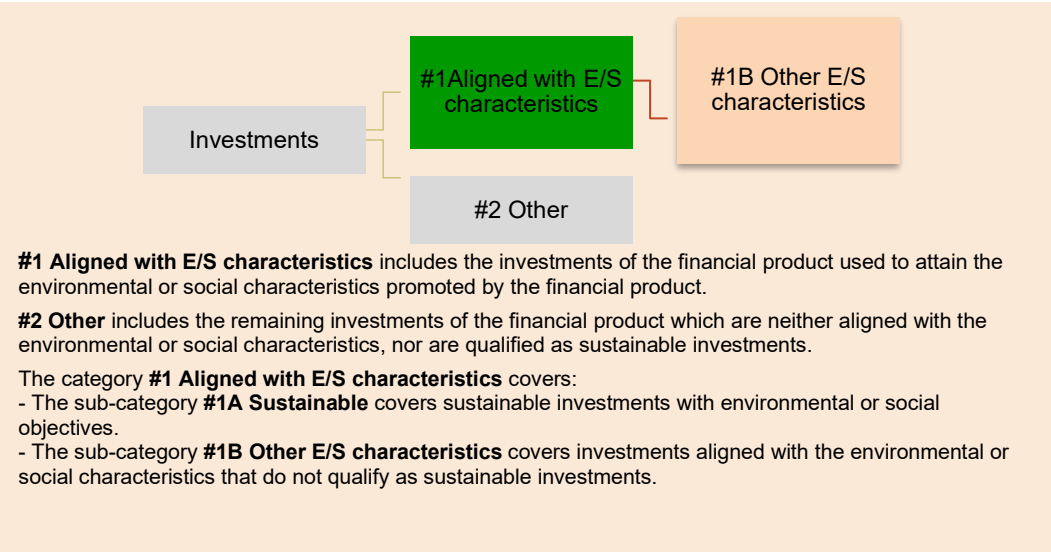 #1Aligned with E/S
characteristics
#1B Other E/S
characteristics
Investments
#2 Other
#1 Aligned with E/S characteristics includes the investments of the financial product used to attain the
environmental or social characteristics promoted by the financial product.
#2 Other includes the remaining investments of the financial product which are neither aligned with the
environmental or social characteristics, nor are qualified as sustainable investments.
The category #1 Aligned with E/S characteristics covers:
- The sub-category #1A Sustainable covers sustainable investments with environmental or social
objectives.
- The sub-category #1B Other E/S characteristics covers investments aligned with the environmental or
social characteristics that do not qualify as sustainable investments.